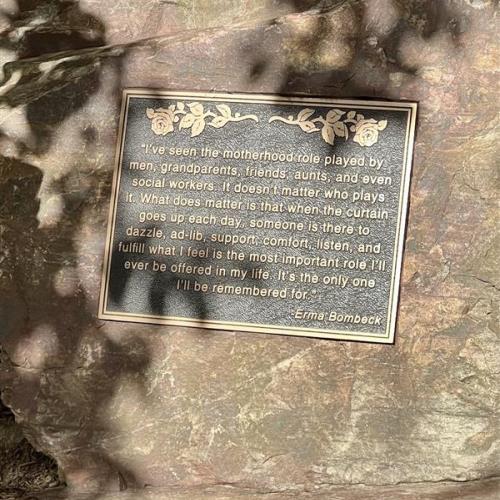 "I've seen the motherhood role played by
men, grandparents, friends, aunts, and even
social workers. It doesn't matter who plays
it. What does matter is that when the curtain
goes up each day, someone is there to
dazzle, ad-lib, support, comfort, listen, and
fulfill what I feel is the most important role I'll
ever be offered in my life. It's the only one
I'll be remembered for."
-Erma Bombeck